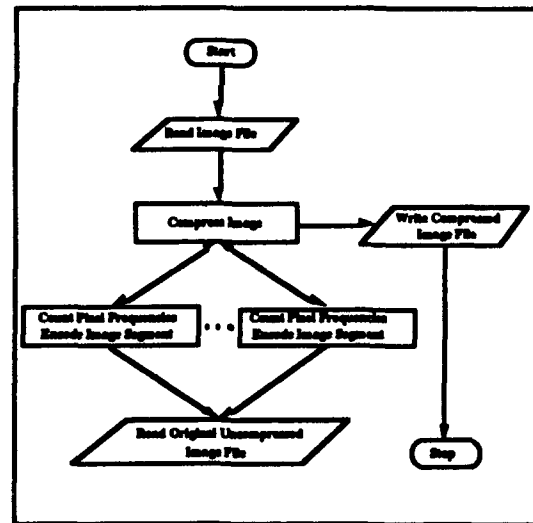 Start
Read Image File
Compress Image
Write Compressed
Image File
Count Pixel Frequencies
Encode Image Segment
...
Count Pixel Frequencies
Encode Image Segment
Read Original Uncompressed
Image File
Stop